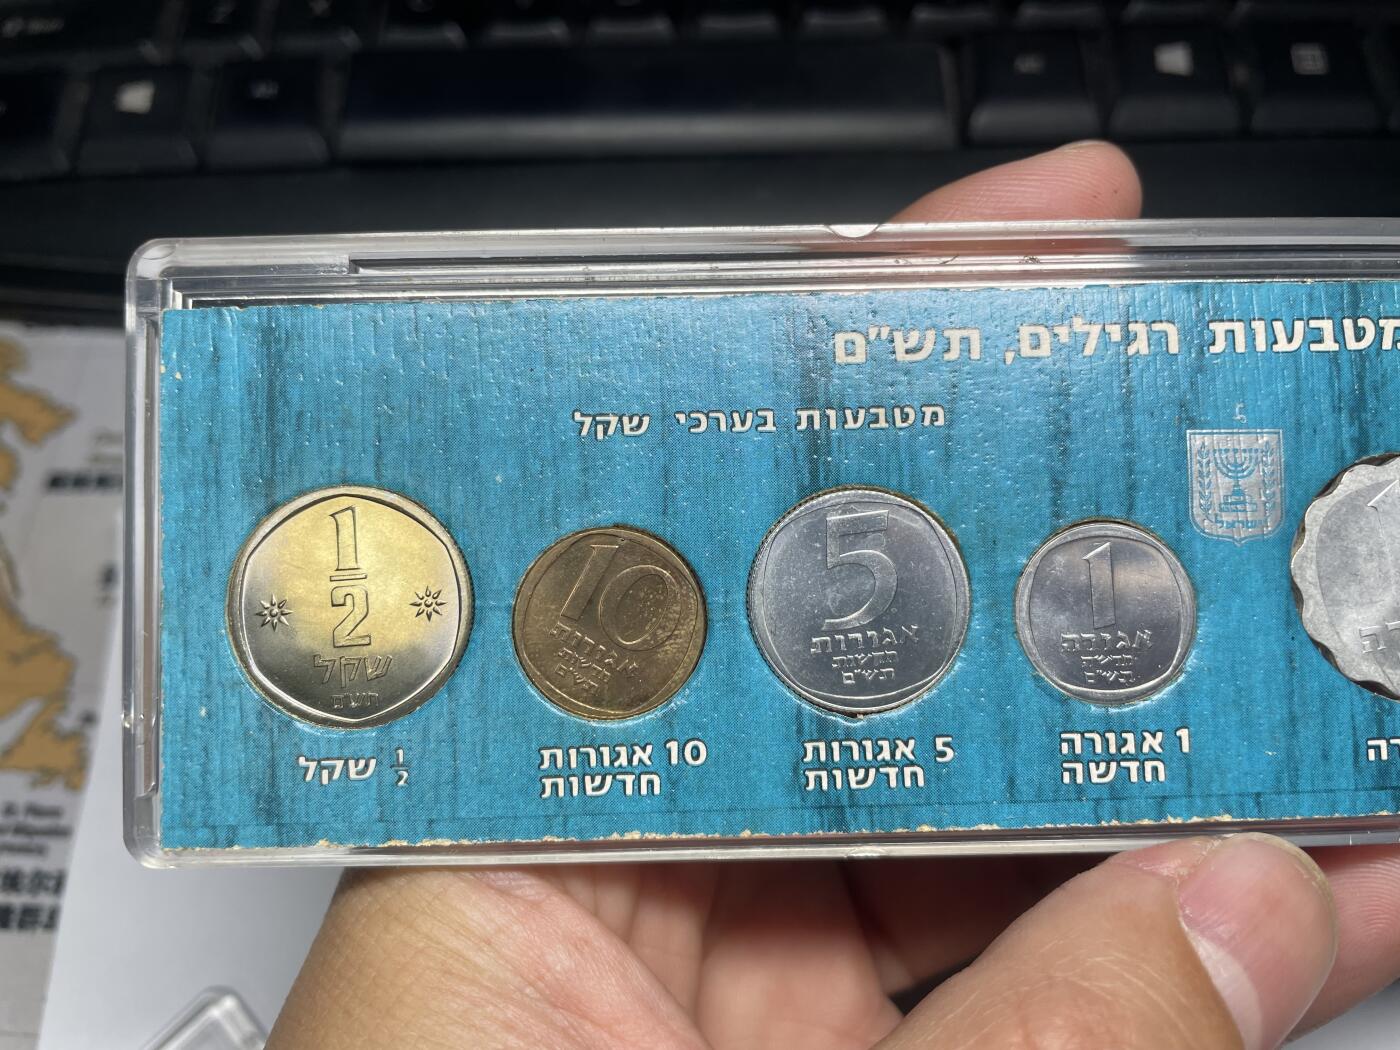 מטבעות רגילים, תש"ם
מטבעות בערכי שקל
ישראל
1
2
שקל
תש"ם
10
אגורות
חדשות
תש"ם
5
אגורות
חדשות
תש"ם
1
אגורה
חדשה
תש"ם
½ שקל
10 אגורות
חדשות
5 אגורות
חדשות
1 אגורה
חדשה